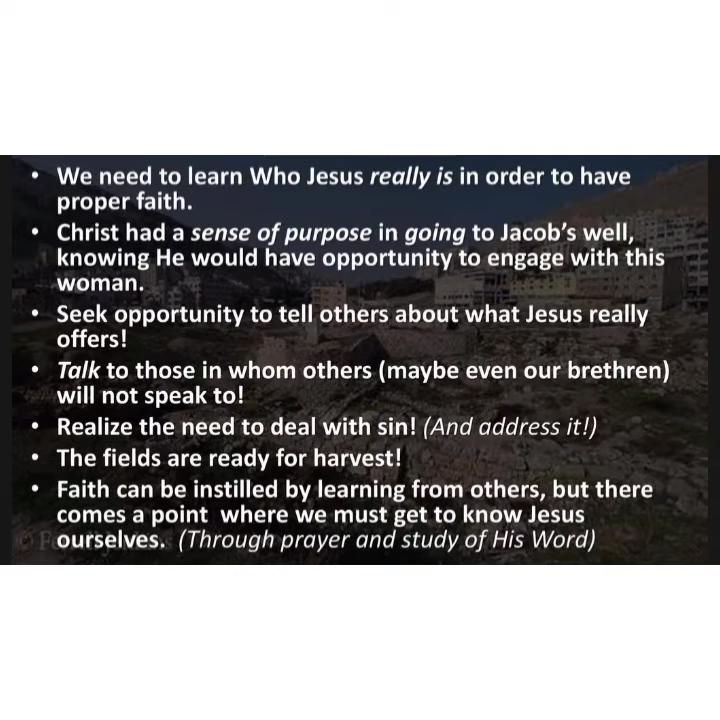 • We need to learn Who Jesus really is in order to have
proper faith.
• Christ had a sense of purpose in going to Jacob's well,
knowing He would have opportunity to engage with this
woman.
• Seek opportunity to tell others about what Jesus really
offers!
• Talk to those in whom others (maybe even our brethren)
will not speak to!
• Realize the need to deal with sin! (And address it!)
• The fields are ready for harvest!
• Faith can be instilled by learning from others, but there
comes a point  where we must get to know Jesus
ourselves.  (Through prayer and study of His Word)